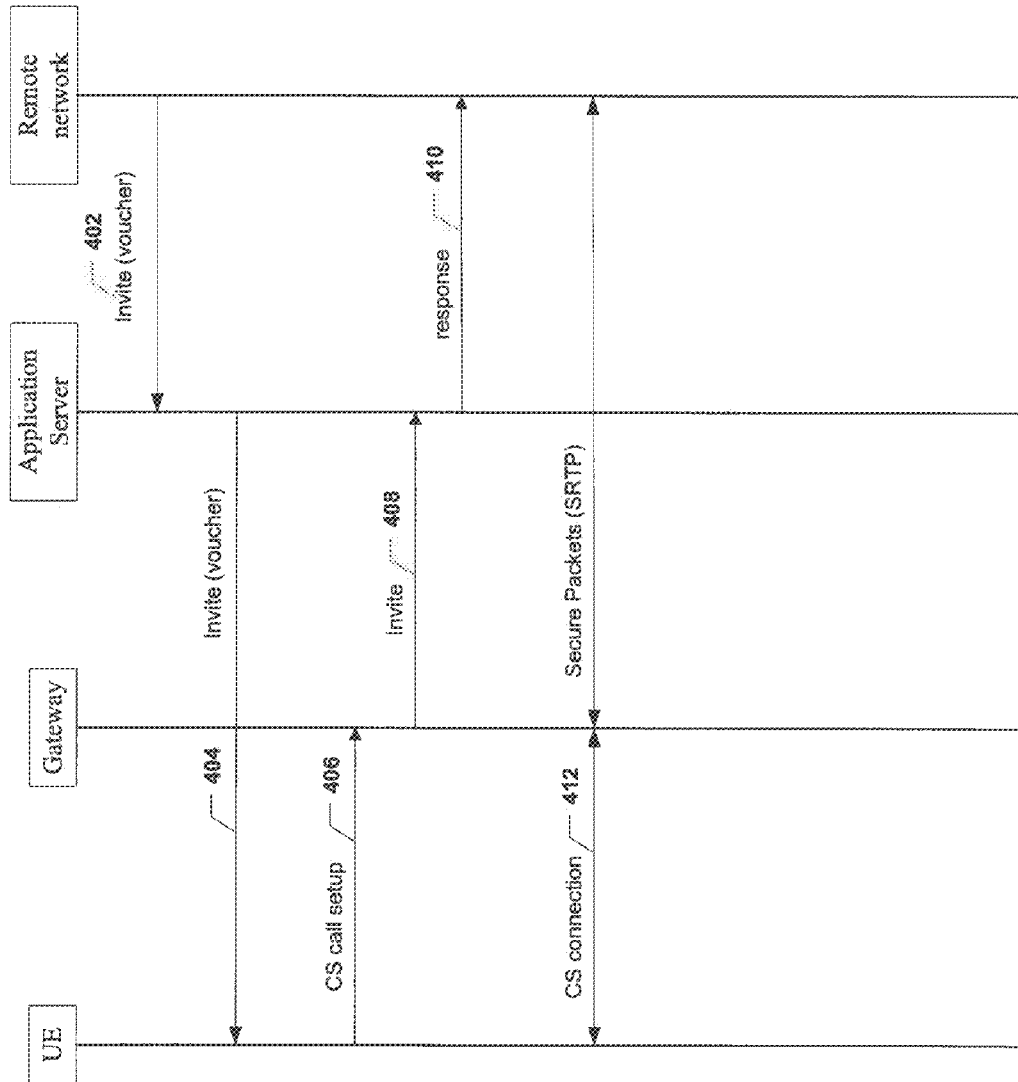 UE
Gateway
Application
Server
Remote
network
402
Invite (voucher)
Invite (voucher)
404
CS call setup
406
Invite
408
response
410
CS connection
412
Secure Packets (SRTP)